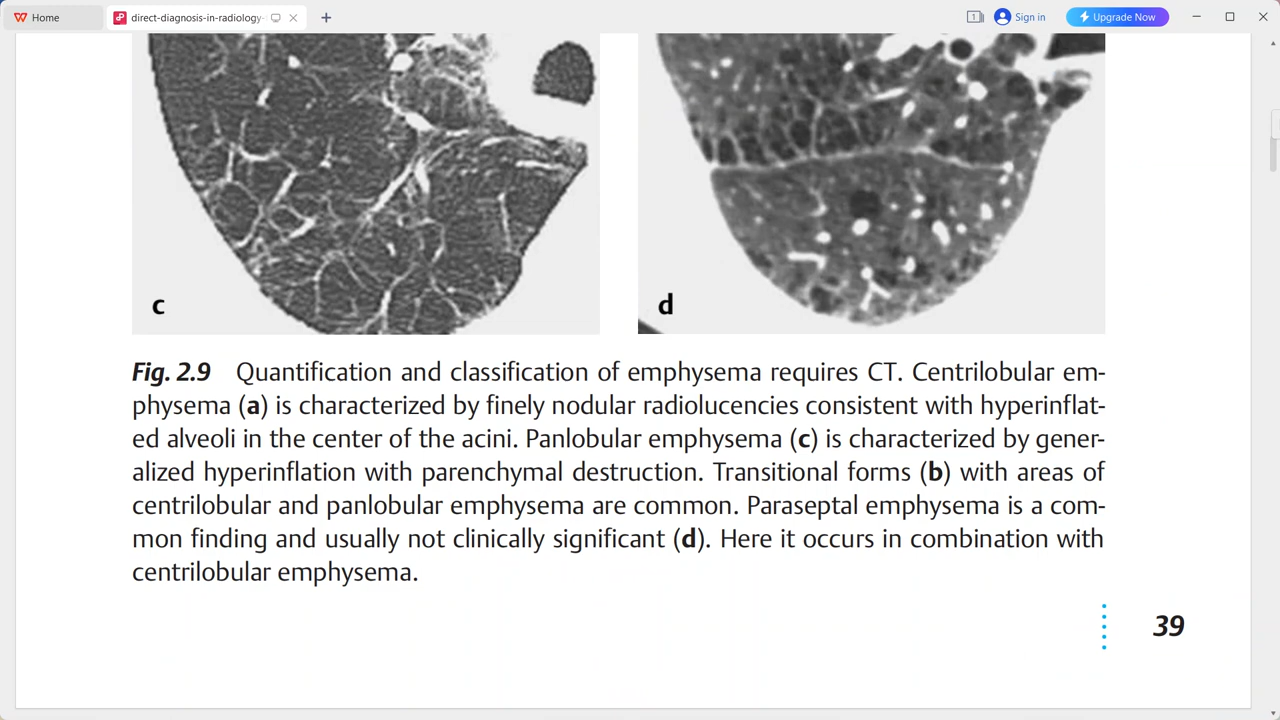 Home
direct-diagnosis-in-radiology-
1
Sign in
Upgrade Now
c
d
Fig. 2.9 Quantification and classification of emphysema requires CT. Centrilobular em-
physema (a) is characterized by finely nodular radiolucencies consistent with hyperinflat-
ed alveoli in the center of the acini. Panlobular emphysema (c) is characterized by gener-
alized hyperinflation with parenchymal destruction. Transitional forms (b) with areas of
centrilobular and panlobular emphysema are common. Paraseptal emphysema is a com-
mon finding and usually not clinically significant (d). Here it occurs in combination with
centrilobular emphysema.
39